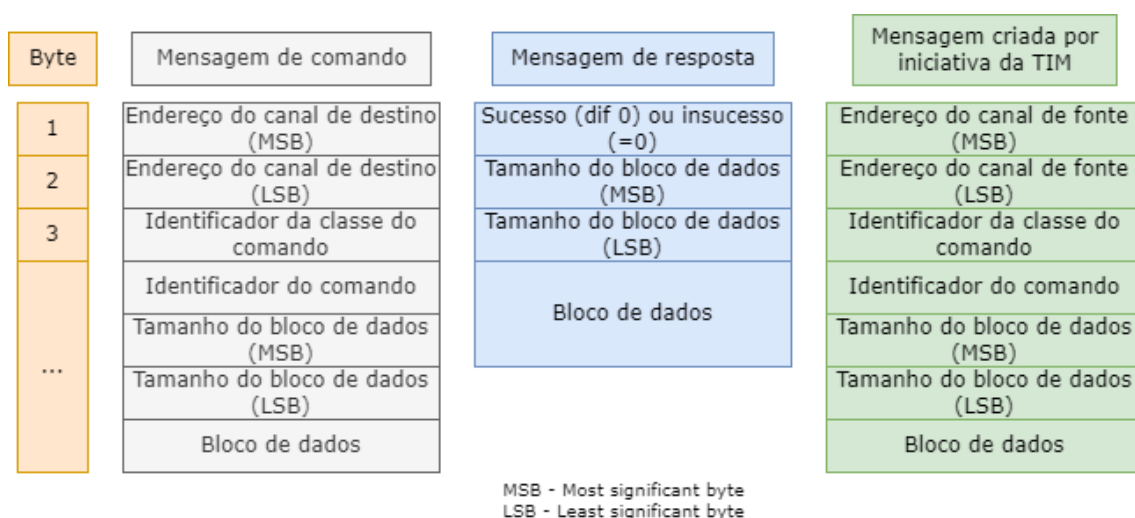 Byte
Mensagem de comando
Mensagem de resposta
Mensagem criada por
iniciativa da TIM
1
Endereço do canal de destino
(MSB)
Sucesso (dif 0) ou insucesso
(=0)
Endereço do canal de fonte
(MSB)
2
Endereço do canal de destino
(LSB)
Tamanho do bloco de dados
(MSB)
Endereço do canal de fonte
(LSB)
3
Identificador da classe do
comando
Tamanho do bloco de dados
(LSB)
Identificador da classe do
comando
...
Identificador do comando
Bloco de dados
Identificador do comando
Tamanho do bloco de dados
(MSB)
Tamanho do bloco de dados
(MSB)
Tamanho do bloco de dados
(LSB)
Tamanho do bloco de dados
(LSB)
Bloco de dados
Bloco de dados
MSB - Most significant byte
LSB - Least significant byte